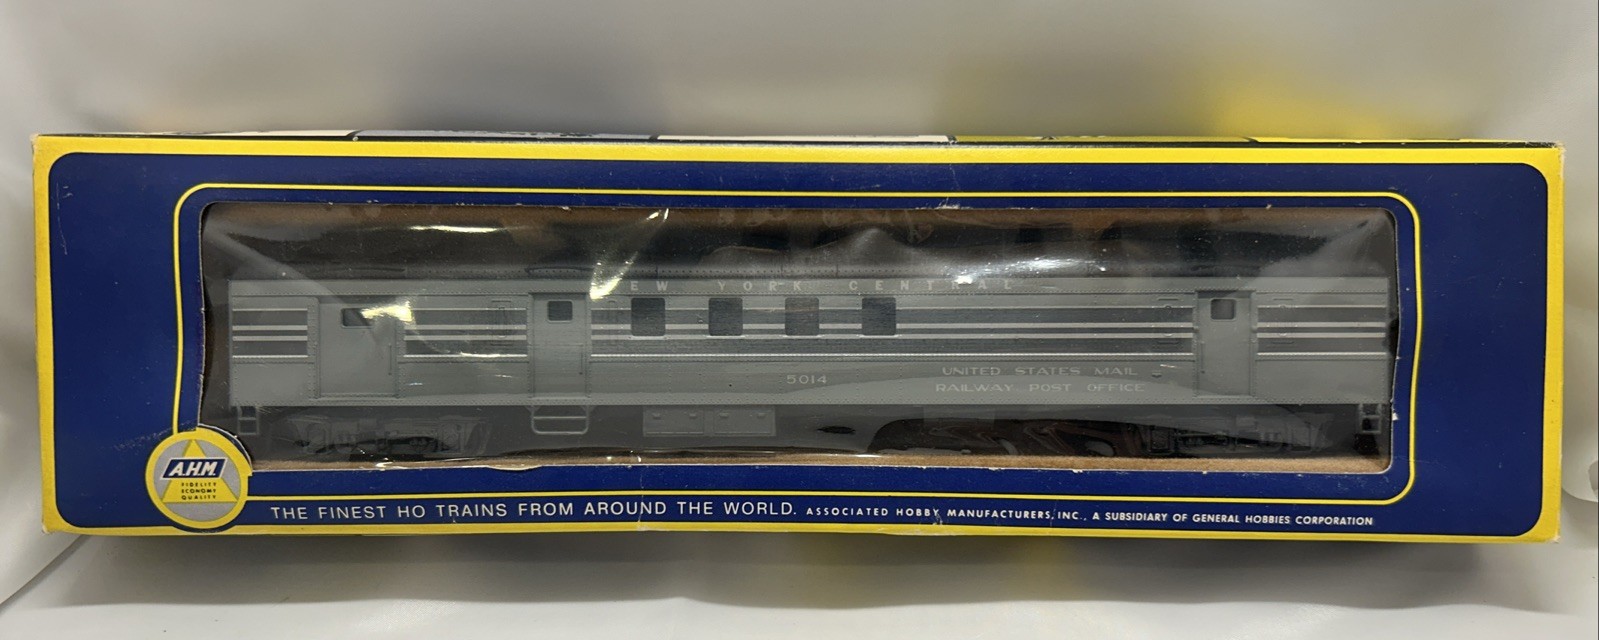 NEW YORK CENTRAL
5014
UNITED STATES MAIL
RAILWAY POST OFFICE
A.H.M.
FIDELITY
ECONOMY
QUALITY
THE FINEST HO TRAINS FROM AROUND THE WORLD. ASSOCIATED HOBBY MANUFACTURERS, INC., A SUBSIDIARY OF GENERAL HOBBIES CORPORATION